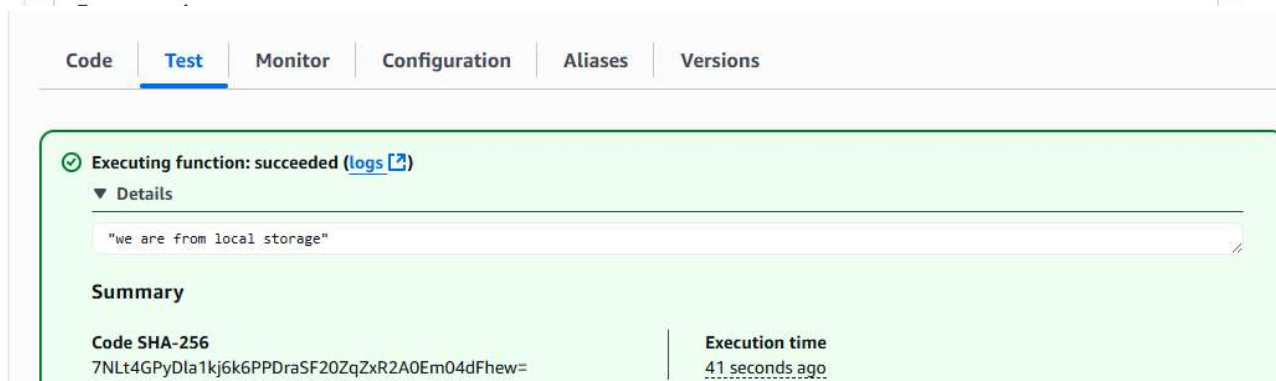 Code Test Monitor Configuration Aliases Versions
Executing function: succeeded (logs)
▼ Details
"we are from local storage"
Summary
Code SHA-256 Execution time
7NLt4GPyDla1kj6k6PPDraSF20ZqZxR2A0Em04dFhew= 41 seconds ago